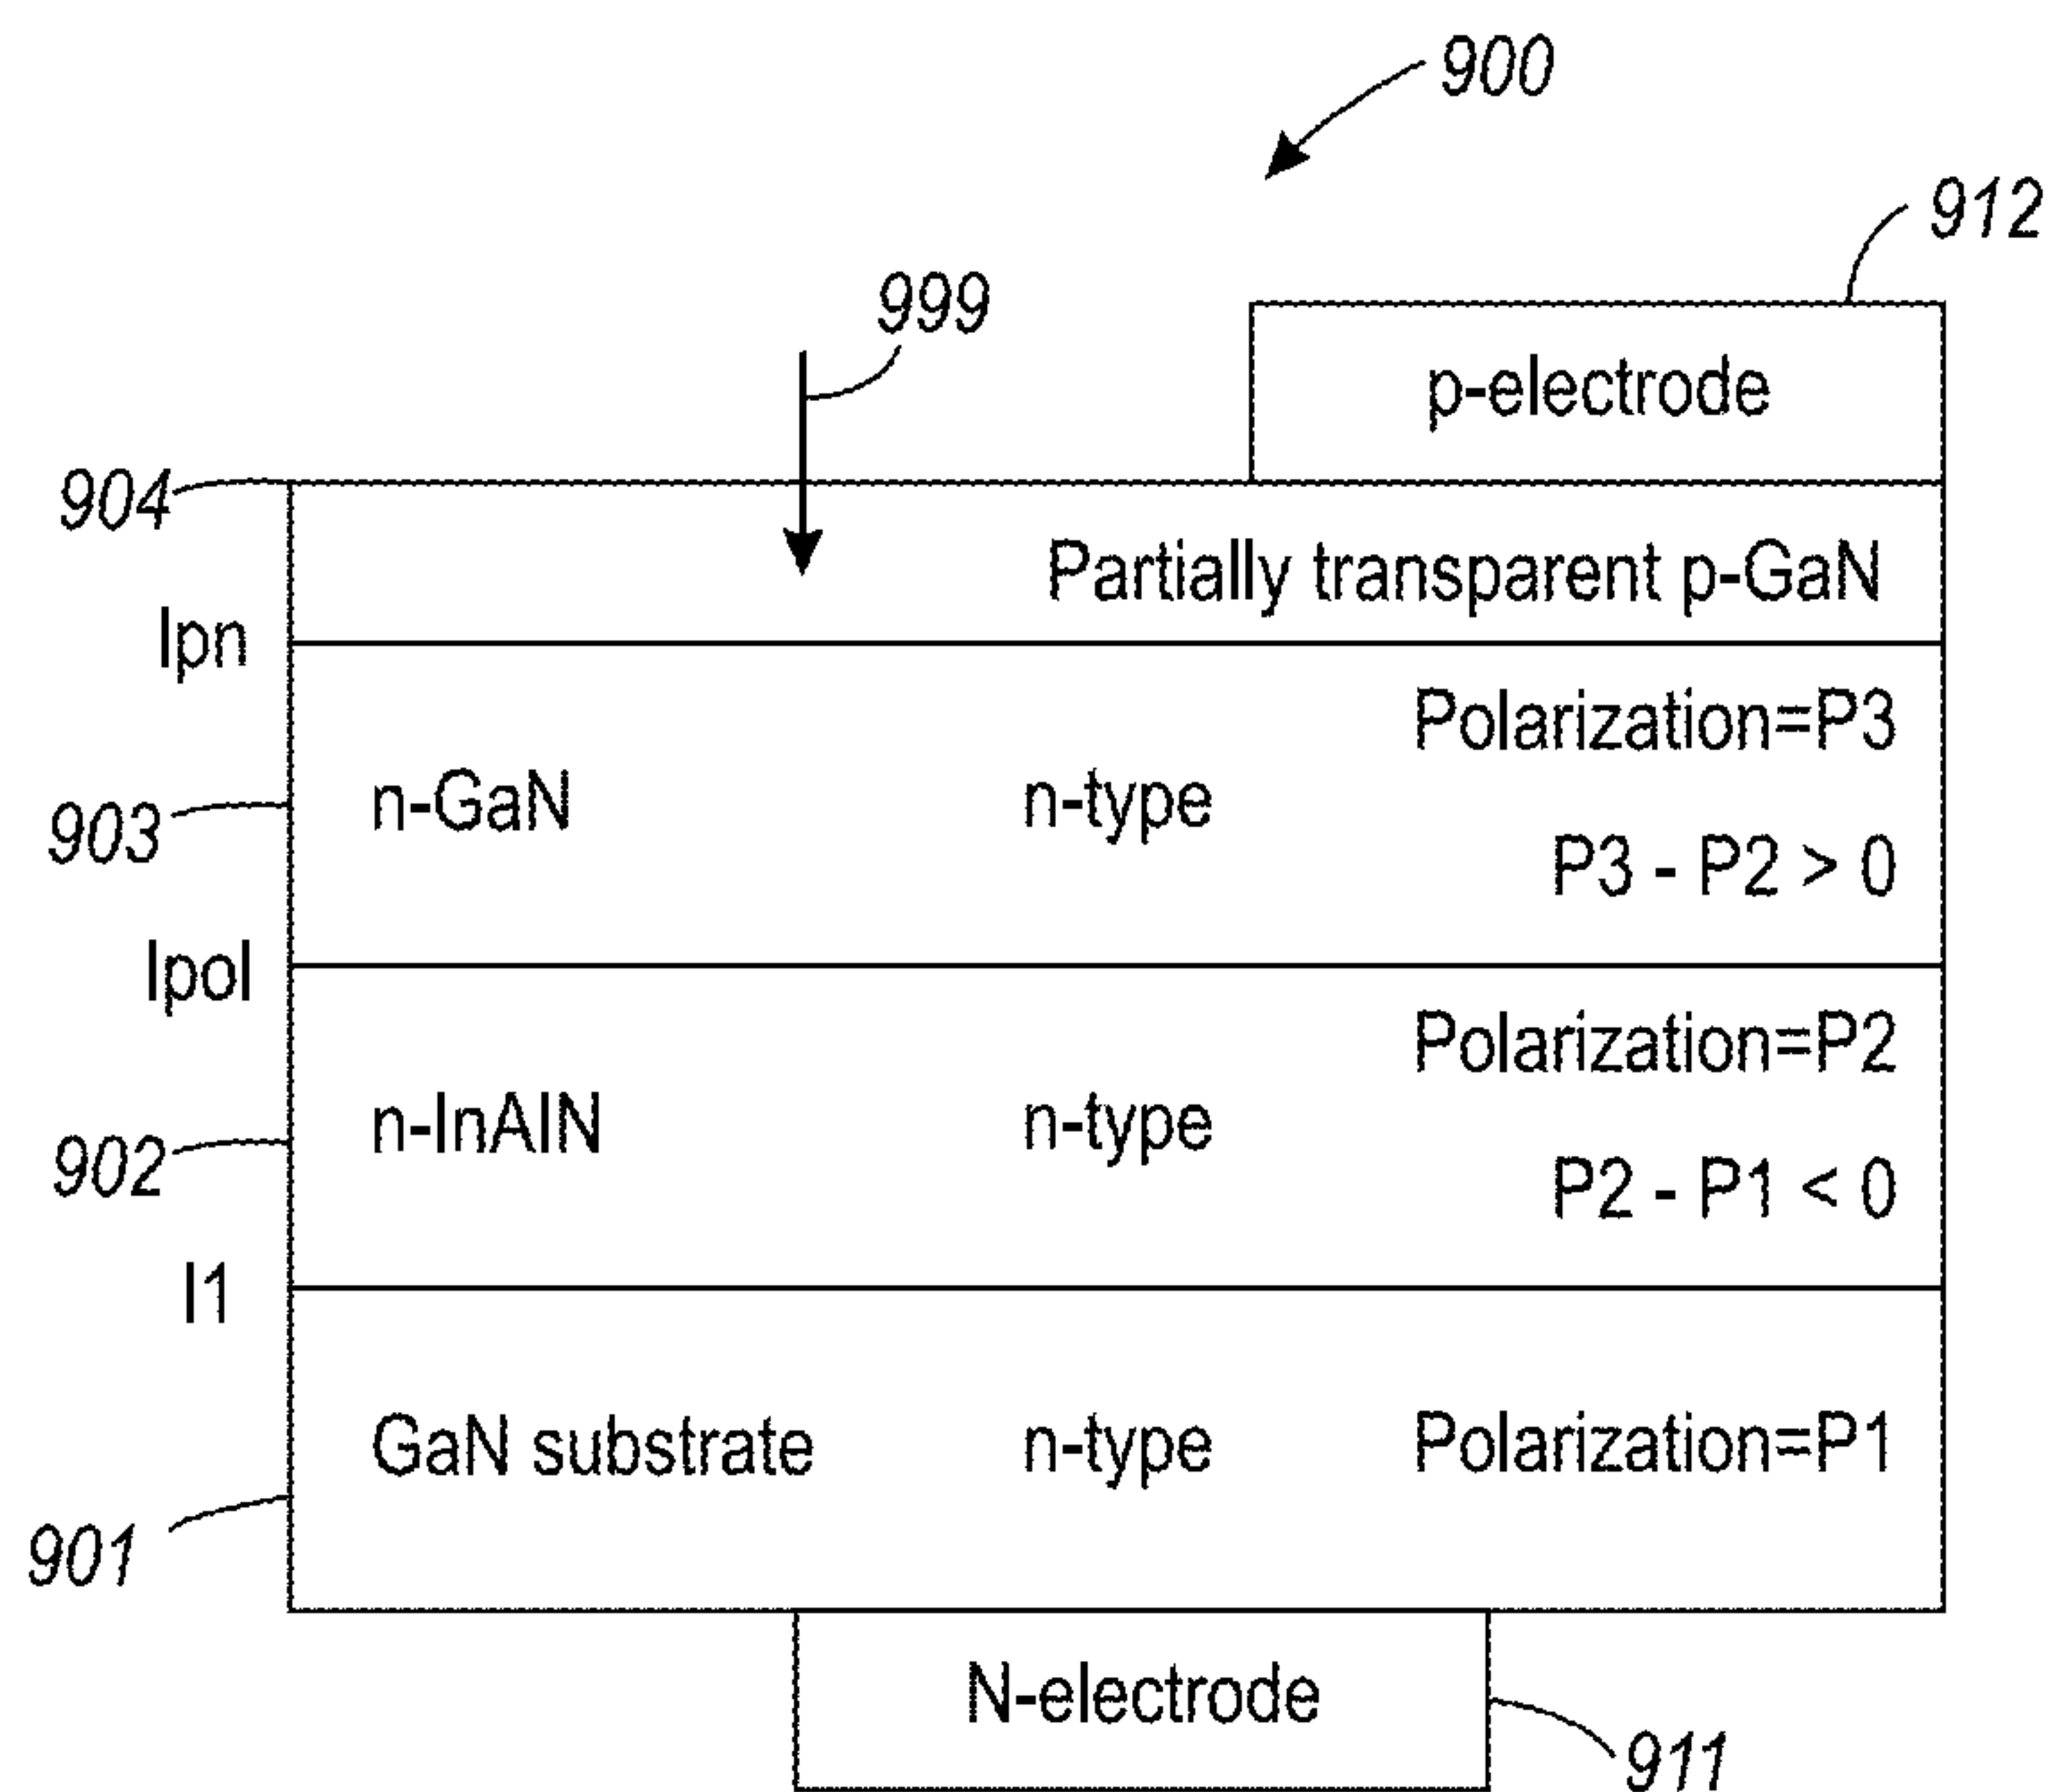 900
912
999
p-electrode
904
Partially transparent p-GaN
Ipn
Polarization=P3
n-GaN
n-type
903
P3 - P2 > 0
Ipol
Polarization=P2
n-InAlN
n-type
902
P2 - P1 < 0
I1
GaN substrate
n-type
Polarization=P1
901
N-electrode
911